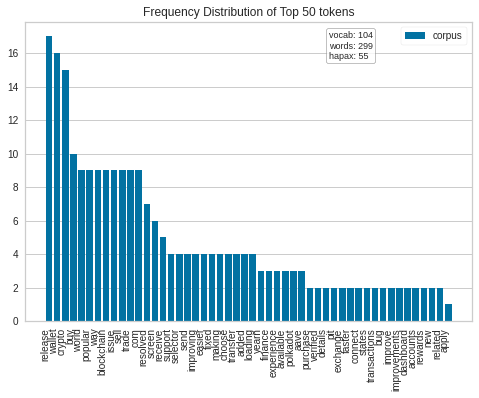 Frequency Distribution of Top 50 tokens
vocab: 104
words: 299
hapax: 55
corpus
16
14
12
10
8
6
4
2
0
release
wallet
crypto
buy
world
popular
way
blockchain
issue
sell
trade
com
resolved
screen
receive
support
selector
send
improving
easier
fixed
making
choose
transfer
added
loading
yearn
finance
experience
available
polkadot
aave
purchase
verified
details
git
exchange
faster
connect
states
transactions
bug
improve
improvements
dashboard
accounts
rewards
new
related
apply